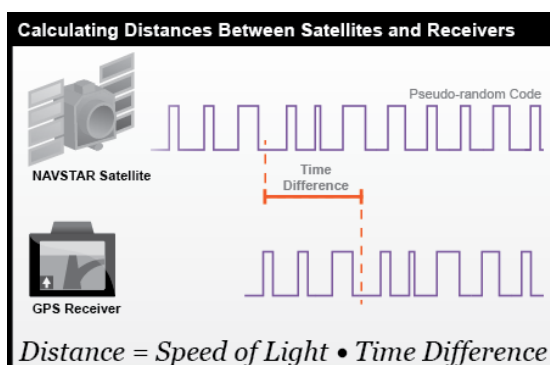 Calculating Distances Between Satellites and Receivers
Pseudo-random Code
NAVSTAR Satellite
Time
Difference
GPS Receiver
Distance = Speed of Light • Time Difference